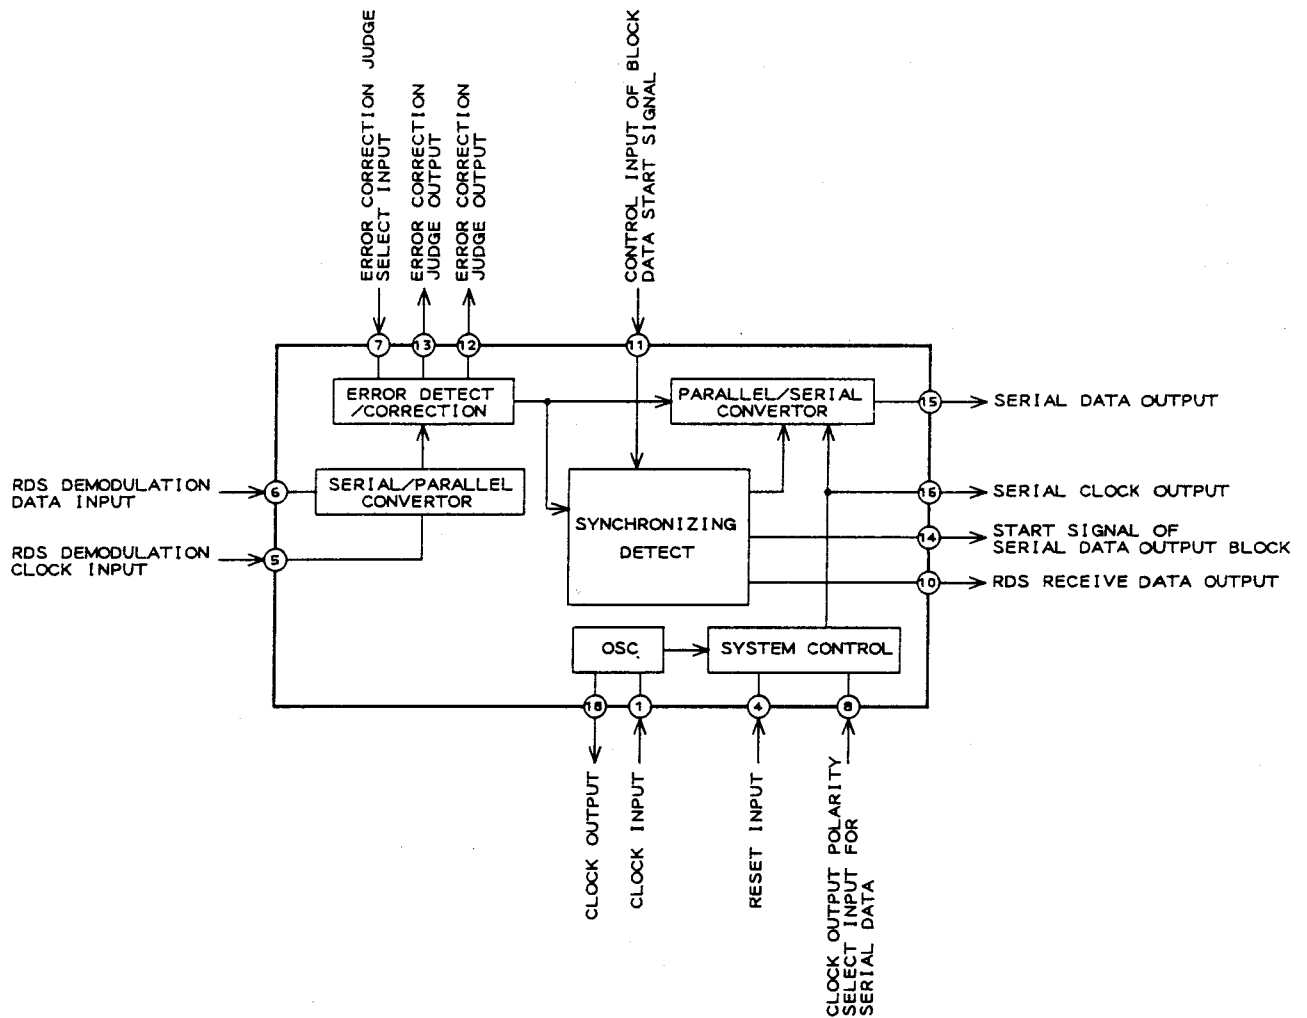 ERROR CORRECTION JUDGE
SELECT INPUT
ERROR CORRECTION
JUDGE OUTPUT
ERROR CORRECTION
JUDGE OUTPUT
CONTROL INPUT OF BLOCK
DATA START SIGNAL
7
13
12
11
ERROR DETECT
/CORRECTION
PARALLEL/SERIAL
CONVERTOR
15
SERIAL DATA OUTPUT
RDS DEMODULATION
DATA INPUT
6
SERIAL/PARALLEL
CONVERTOR
16
SERIAL CLOCK OUTPUT
SYNCHRONIZING
DETECT
14
START SIGNAL OF
SERIAL DATA OUTPUT BLOCK
RDS DEMODULATION
CLOCK INPUT
5
10
RDS RECEIVE DATA OUTPUT
OSC
SYSTEM CONTROL
18
1
4
8
CLOCK OUTPUT
CLOCK INPUT
RESET INPUT
CLOCK OUTPUT POLARITY
SELECT INPUT FOR
SERIAL DATA